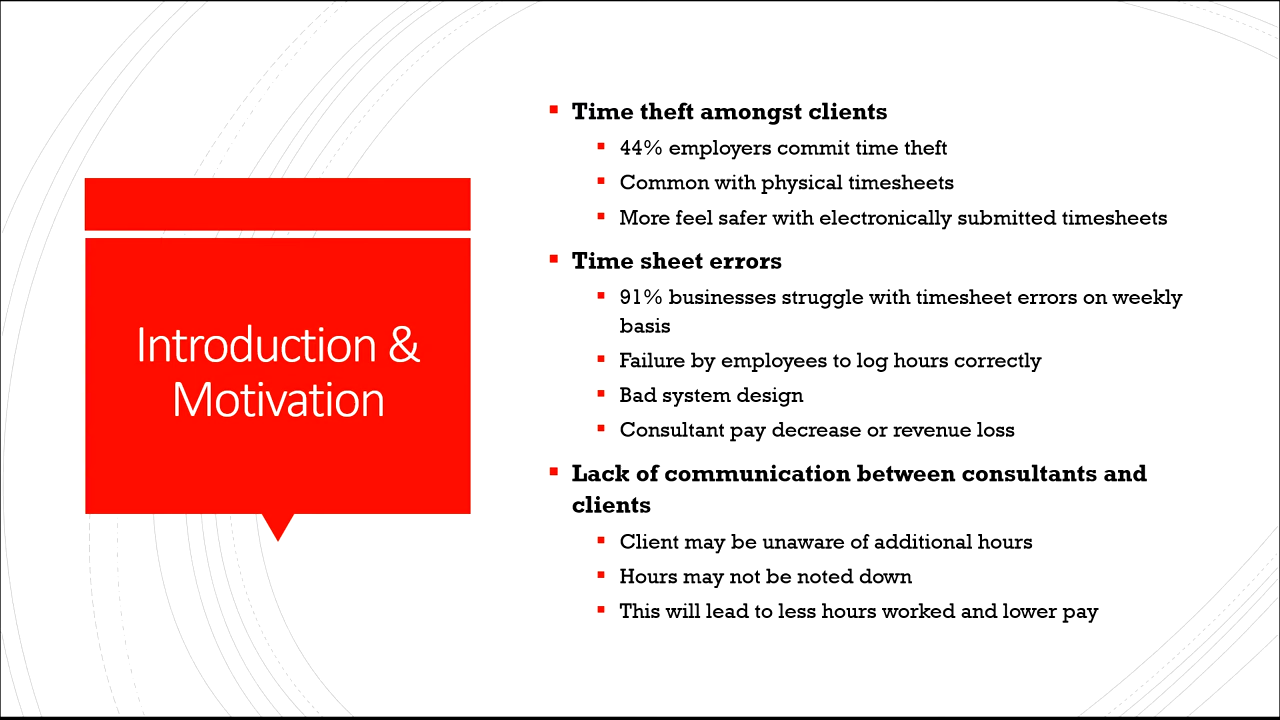 Introduction &
Motivation
Time theft amongst clients
44% employers commit time theft
Common with physical timesheets
More feel safer with electronically submitted timesheets
Time sheet errors
91% businesses struggle with timesheet errors on weekly
basis
Failure by employees to log hours correctly
Bad system design
Consultant pay decrease or revenue loss
Lack of communication between consultants and
clients
Client may be unaware of additional hours
Hours may not be noted down
This will lead to less hours worked and lower pay